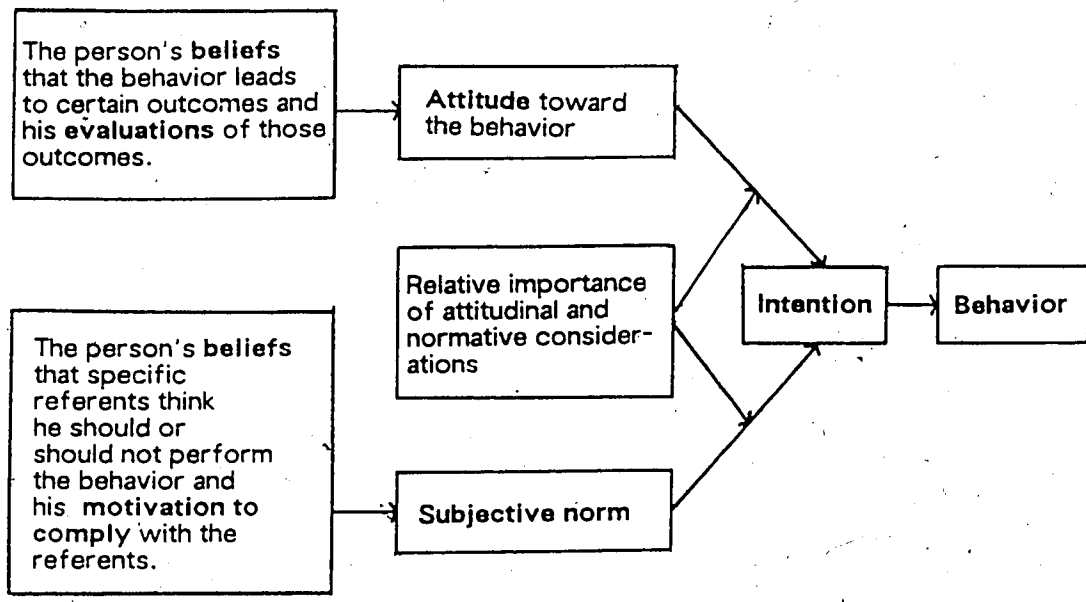 The person's beliefs
that the behavior leads
to certain outcomes and
his evaluations of those
outcomes.
Attitude toward
the behavior
Relative importance
of attitudinal and
normative consider-
ations
Intention
Behavior
The person's beliefs
that specific
referents think
he should or
should not perform
the behavior and
his motivation to
comply with the
referents.
Subjective norm